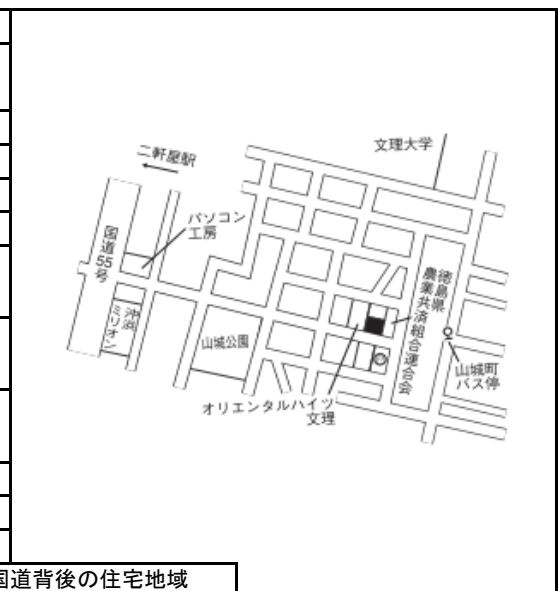 文理大学
二軒屋駅
パソコン
工房
国道55号
沖浜
ミリオン
山城公園
徳島県
農業共済組合連合会
山城町
バス停
オリエンタルハイツ
文理
国道背後の住宅地域